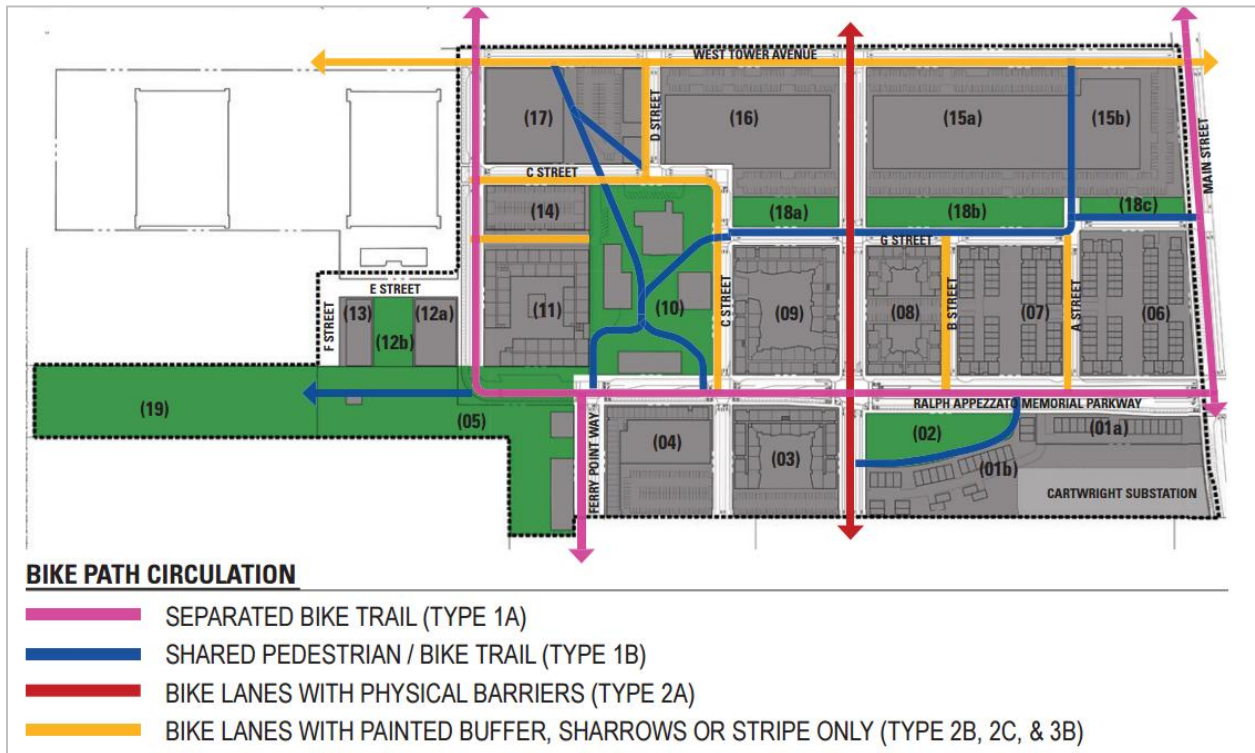 WEST TOWER AVENUE
(17)
D STREET
(16)
(15a)
(15b)
MAIN STREET
C STREET
(14)
(18a)
(18b)
(18c)
G STREET
E STREET
F STREET
(13)
(12b)
(12a)
(11)
(10)
C STREET
(09)
(08)
B STREET
(07)
A STREET
(06)
(19)
(05)
RALPH APPEZZATO MEMORIAL PARKWAY
FERRY POINT WAY
(04)
(03)
(02)
(01a)
(01b)
CARTWRIGHT SUBSTATION
BIKE PATH CIRCULATION
SEPARATED BIKE TRAIL (TYPE 1A)
SHARED PEDESTRIAN / BIKE TRAIL (TYPE 1B)
BIKE LANES WITH PHYSICAL BARRIERS (TYPE 2A)
BIKE LANES WITH PAINTED BUFFER, SHARROWS OR STRIPE ONLY (TYPE 2B, 2C, & 3B)